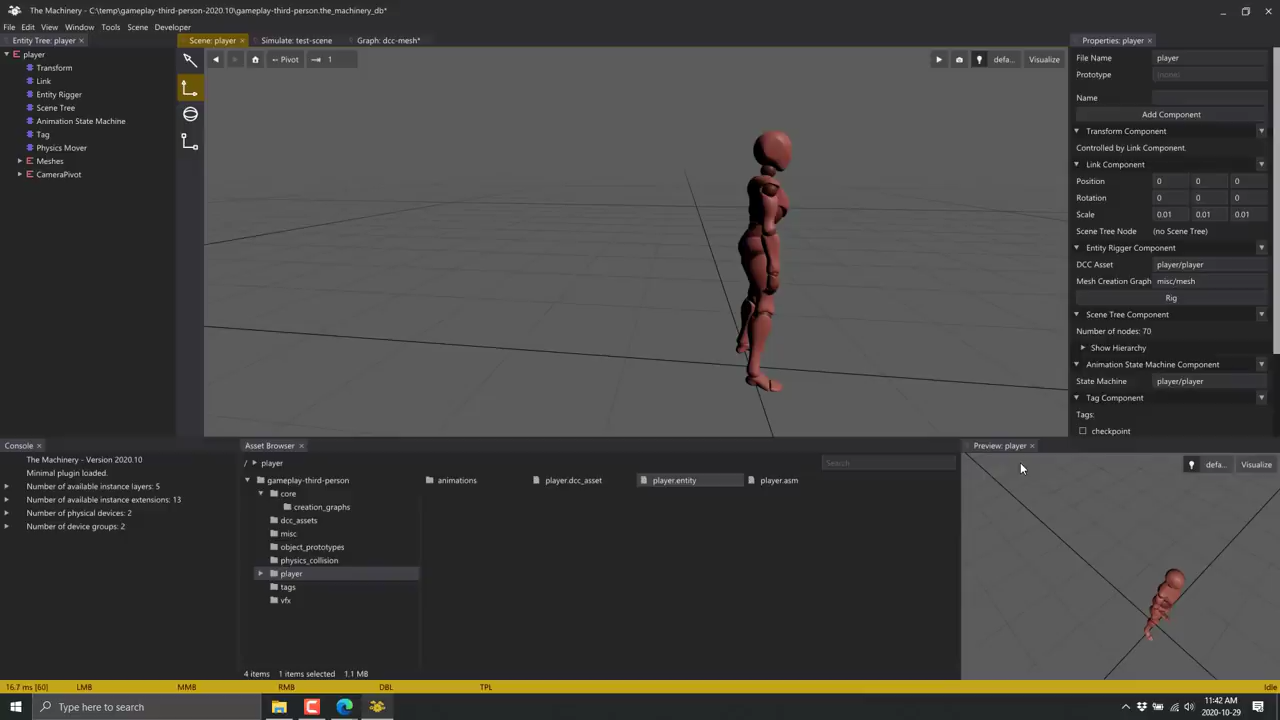 The Machinery - C:\temp\gameplay-third-person-2020.10\gameplay-third-person.the_machinery_db*
File Edit View Window Tools Scene Developer
Entity Tree: player
player
Transform
Link
Entity Rigger
Scene Tree
Animation State Machine
Tag
Physics Mover
Meshes
CameraPivot
Scene: player
Simulate: test-scene
Graph: dcc-mesh*
Pivot
1
defa...
Visualize
Properties: player
File Name player
Prototype (none)
Name
Add Component
Transform Component
Controlled by Link Component.
Link Component
Position 0 0 0
Rotation 0 0 0
Scale 0.01 0.01 0.01
Scene Tree Node (no Scene Tree)
Entity Rigger Component
DCC Asset player/player
Mesh Creation Graph misc/mesh
Rig
Scene Tree Component
Number of nodes: 70
Show Hierarchy
Animation State Machine Component
State Machine player/player
Tag Component
Tags:
checkpoint
Console
The Machinery - Version 2020.10
Minimal plugin loaded.
Number of available instance layers: 5
Number of available instance extensions: 13
Number of physical devices: 2
Number of device groups: 2
Asset Browser
/ player
Search
gameplay-third-person
core
creation_graphs
dcc_assets
misc
object_prototypes
physics_collision
player
tags
vfx
animations
player.dcc_asset
player.entity
player.asm
4 items 1 items selected 1.1 MB
Preview: player
defa...
Visualize
16.7 ms [60] LMB MMB RMB DBL TPL Idle
Type here to search
11:42 AM
2020-10-29